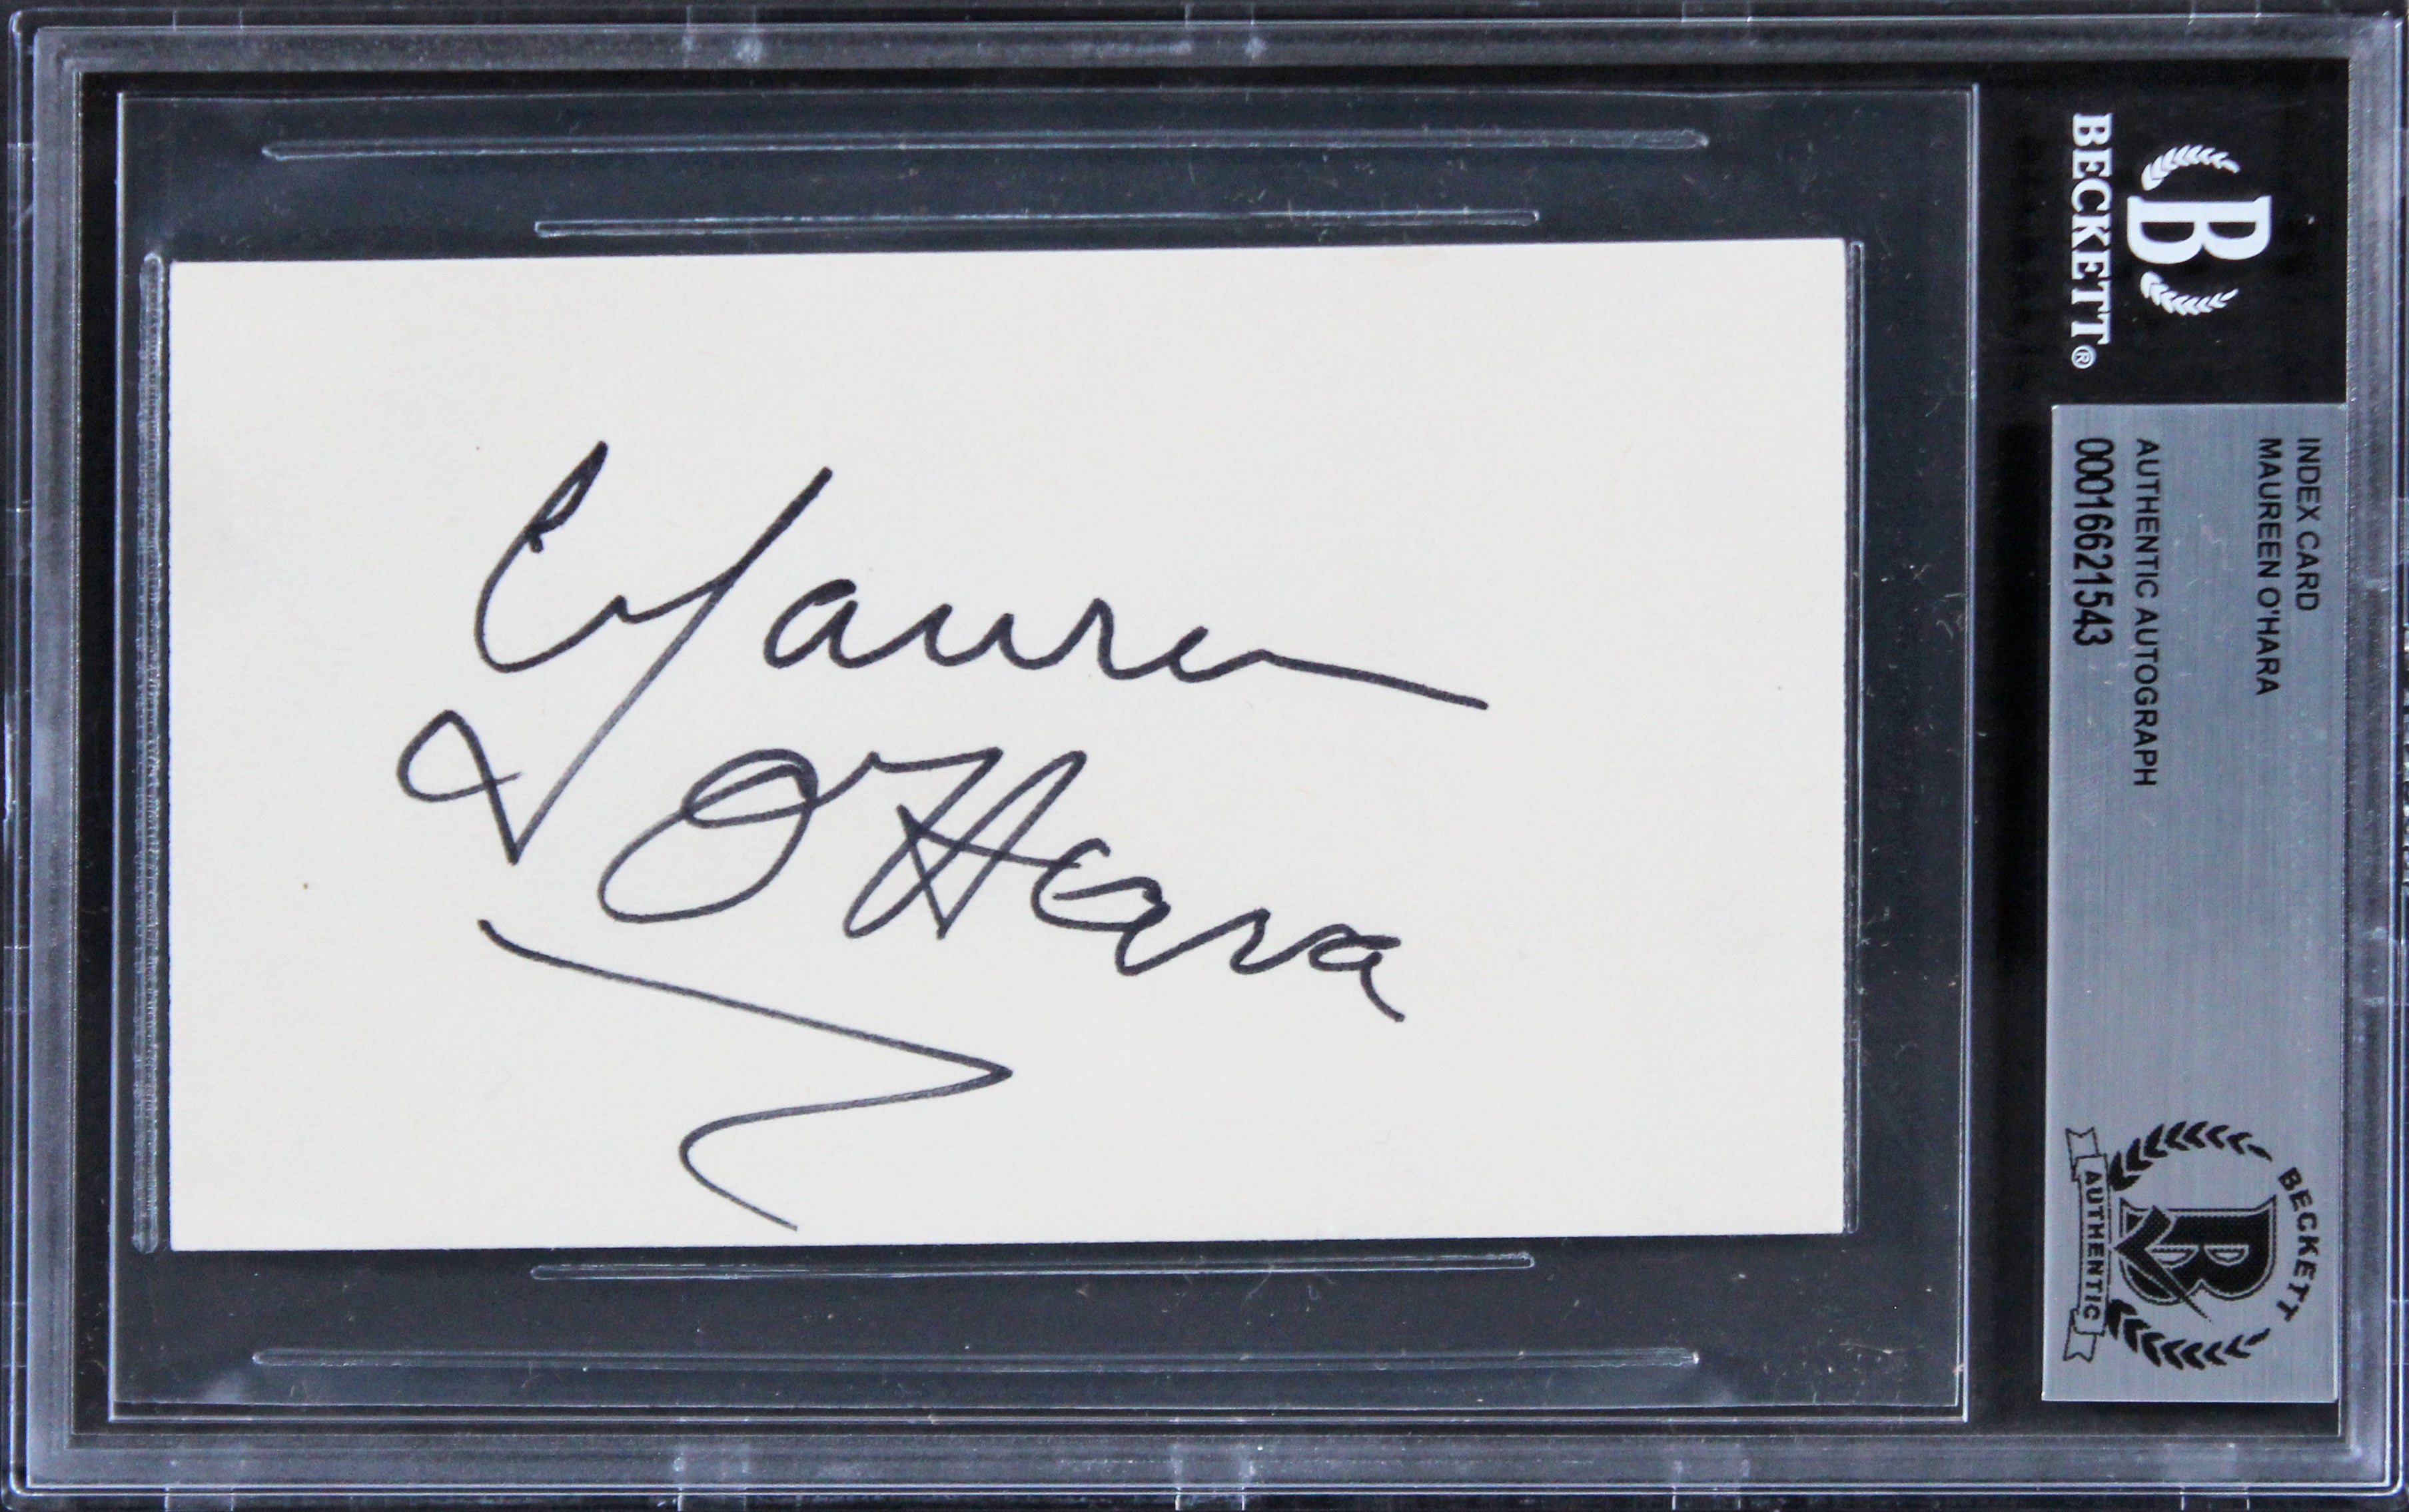 Maureen
O'Hara
B
BECKETT®
INDEX CARD
MAUREEN O'HARA
AUTHENTIC AUTOGRAPH
00016621543
BECKETT
B
AUTHENTIC